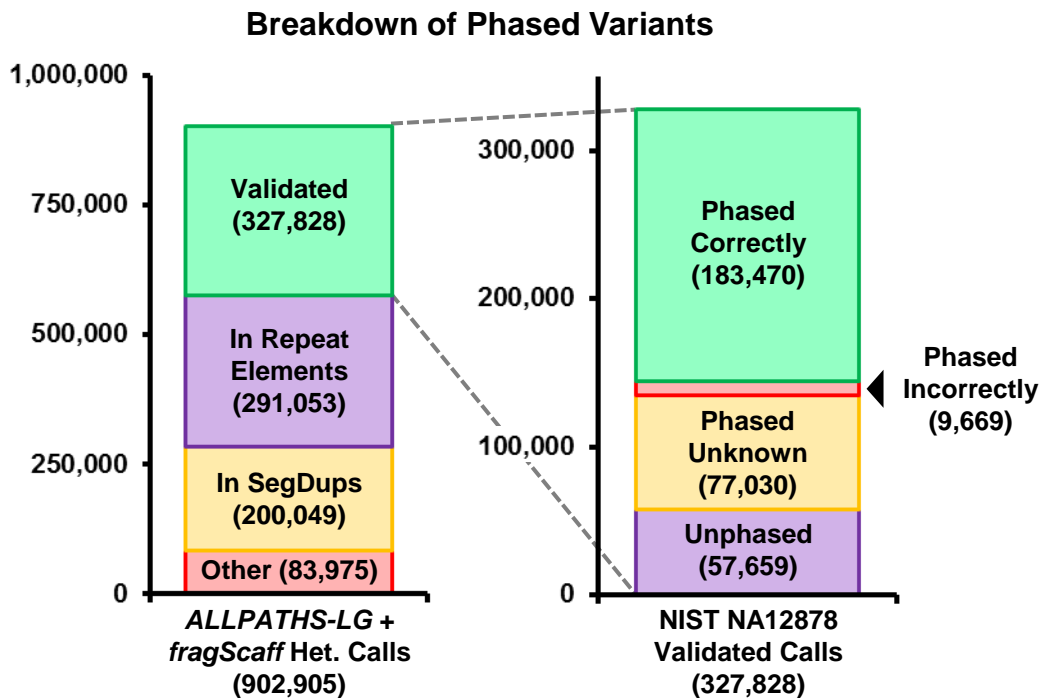 Breakdown of Phased Variants
1,000,000
750,000
500,000
250,000
0
Validated
(327,828)
In Repeat
Elements
(291,053)
In SegDups
(200,049)
Other (83,975)
ALLPATHS-LG +
fragScaff Het. Calls
(902,905)
300,000
200,000
100,000
0
Phased
Correctly
(183,470)
Phased
Incorrectly
(9,669)
Phased
Unknown
(77,030)
Unphased
(57,659)
NIST NA12878
Validated Calls
(327,828)